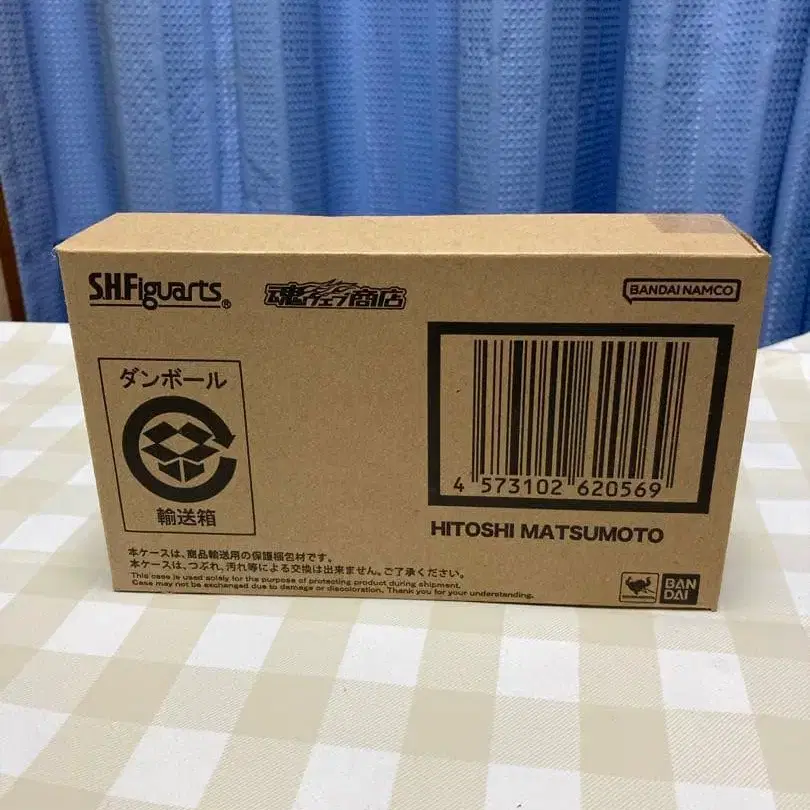 S.H.Figuarts®
魂ウェブ商店
BANDAI NAMCO
ダンボール
輸送箱
4 573102 620569
HITOSHI MATSUMOTO
本ケースは、商品輸送用の保護梱包材です。
本ケースは、つぶれ、汚れ等による交換は出来ません。ご了承ください。
This case is used solely for the purpose of protecting product during shipment.
Case may not be exchanged due to damage or discoloration. Thank you for your understanding.
BAN
DAI